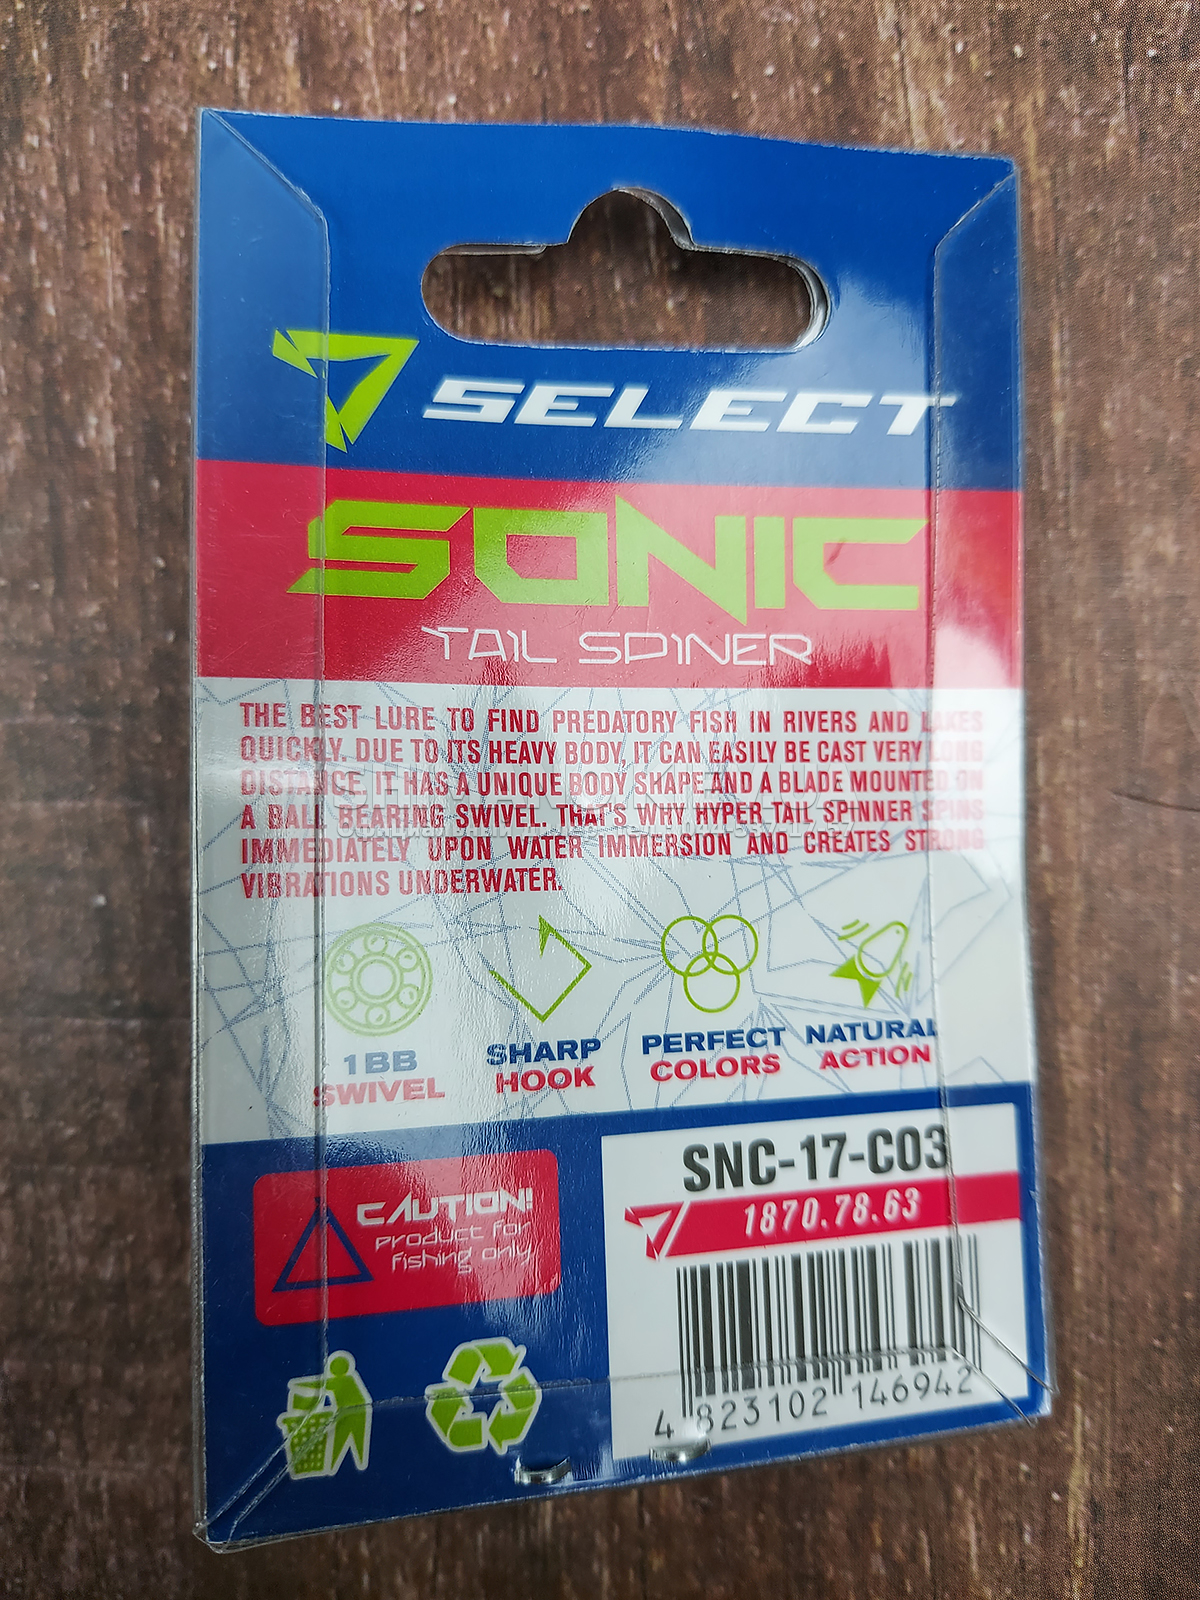 SELECT
SONIC
TAIL SPINER
THE BEST LURE TO FIND PREDATORY FISH IN RIVERS AND LAKES
QUICKLY. DUE TO ITS HEAVY BODY, IT CAN EASILY BE CAST VERY LONG
DISTANCE. IT HAS A UNIQUE BODY SHAPE AND A BLADE MOUNTED ON
A BALL BEARING SWIVEL. THAT'S WHY HYPER TAIL SPINNER SPINS
IMMEDIATELY UPON WATER IMMERSION AND CREATES STRONG
VIBRATIONS UNDERWATER.
1BB
SWIVEL
SHARP
HOOK
PERFECT
COLORS
NATURAL
ACTION
CAUTION!
product for
fishing only
SNC-17-C03
1870.78.63
4 823102 146942